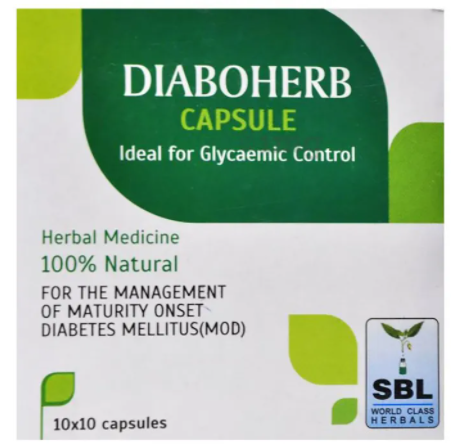 DIABOHERB
CAPSULE
Ideal for Glycaemic Control
Herbal Medicine
100% Natural
FOR THE MANAGEMENT
OF MATURITY ONSET
DIABETES MELLITUS(MOD)
10x10 capsules
SBL
WORLD CLASS
HERBALS